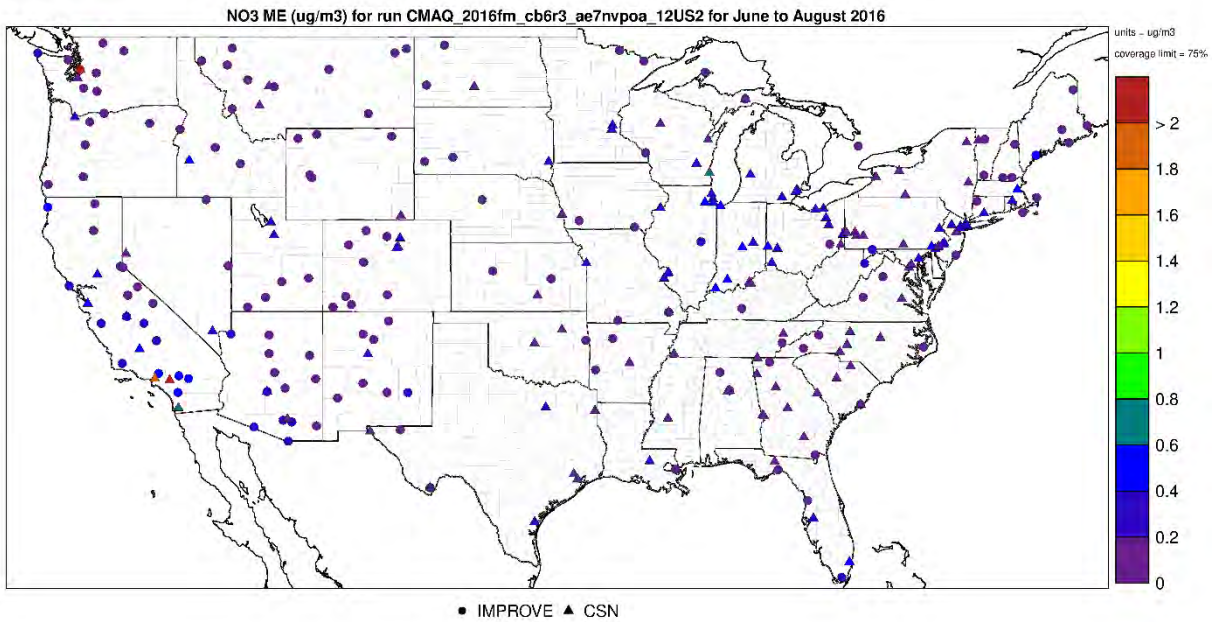 NO3 ME (ug/m3) for run CMAQ_2016fm_cb6r3_ae7nvpoa_12US2 for June to August 2016
units = ug/m3
coverage limit = 75%
> 2
1.8
1.6
1.4
1.2
1
0.8
0.6
0.4
0.2
0
IMPROVE CSN